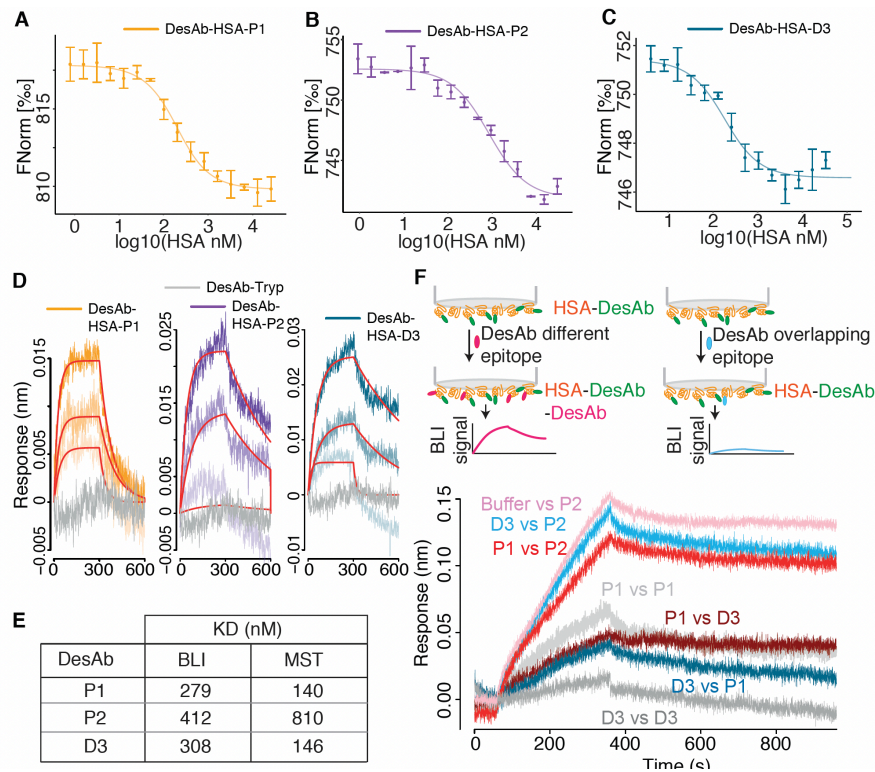 A
DesAb-HSA-P1
FNorm [‰]
815
810
0 1 2 3 4
log10(HSA nM)
B
DesAb-HSA-P2
FNorm [‰]
755
750
745
0 1 2 3 4
log10(HSA nM)
C
DesAb-HSA-D3
FNorm [‰]
752
750
748
746
1 2 3 4 5
log10(HSA nM)
D
DesAb-
HSA-P1
DesAb-Tryp
DesAb-
HSA-P2
DesAb-
HSA-D3
Response (nm)
0.015
0.005
0
-0.005
0 300 600
0.025
0.015
0.005
0
-0.005
0 300 600
0.03
0.02
0.01
0
-0.01
0 300 600
E
KD (nM)
DesAb BLI MST
P1 279 140
P2 412 810
D3 308 146
F
HSA-DesAb
DesAb different
epitope
HSA-DesAb
-DesAb
BLI
signal
DesAb overlapping
epitope
HSA-DesAb
BLI
signal
Response (nm)
0.15
0.10
0.05
0.00
Buffer vs P2
D3 vs P2
P1 vs P2
P1 vs P1
P1 vs D3
D3 vs P1
D3 vs D3
0 200 400 600 800
Time (s)